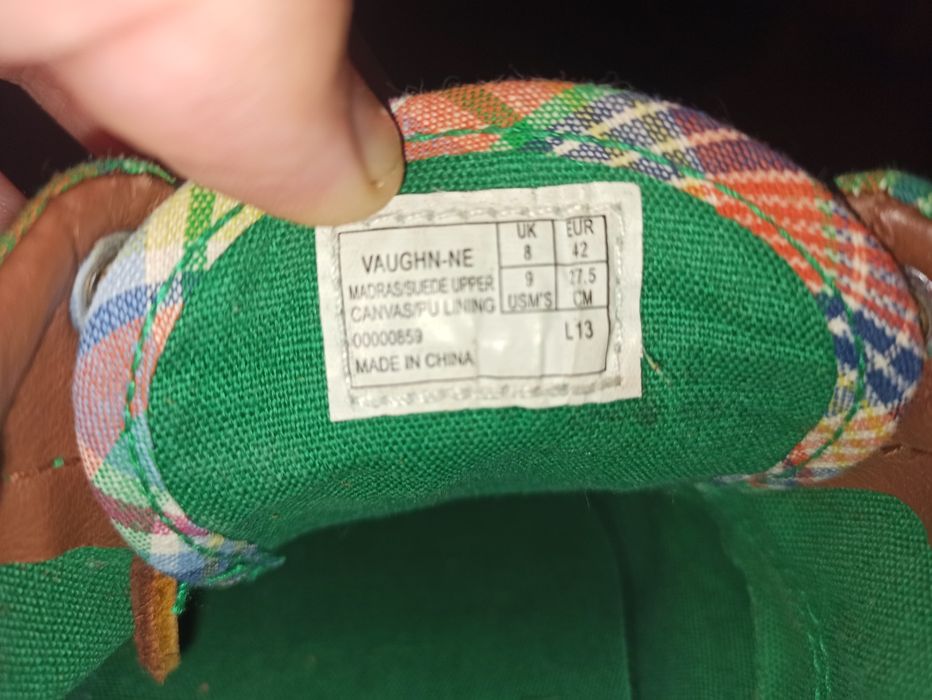 VAUGHN-NE
MADRAS/SUEDE UPPER
CANVAS/PU LINING
00000859
MADE IN CHINA
UK EUR
8 42
9 27.5
USM'S CM
L13